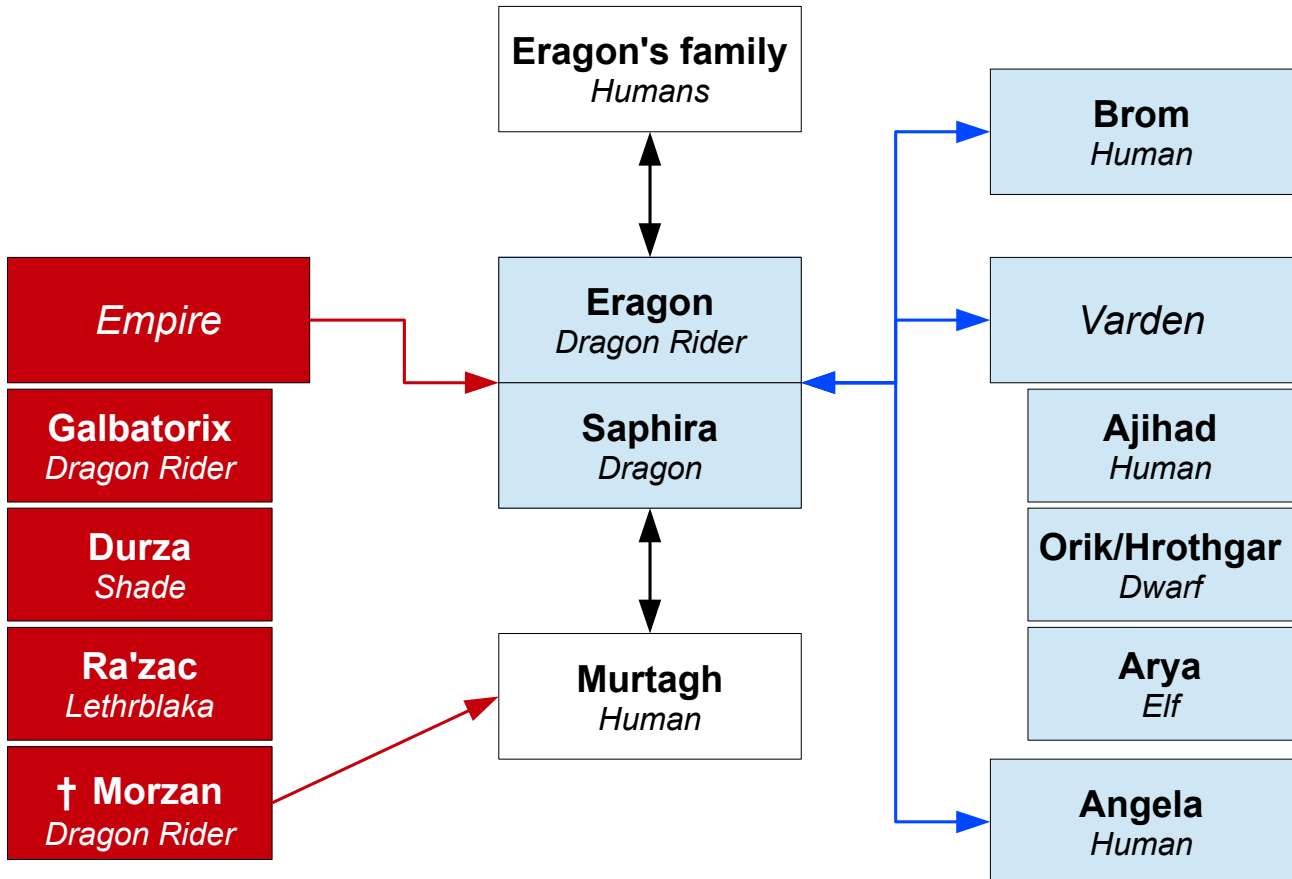 Eragon's family
Humans
Brom
Human
Empire
Eragon
Dragon Rider
Varden
Galbatorix
Dragon Rider
Saphira
Dragon
Ajihad
Human
Durza
Shade
Orik/Hrothgar
Dwarf
Ra'zac
Lethrblaka
Murtagh
Human
Arya
Elf
† Morzan
Dragon Rider
Angela
Human